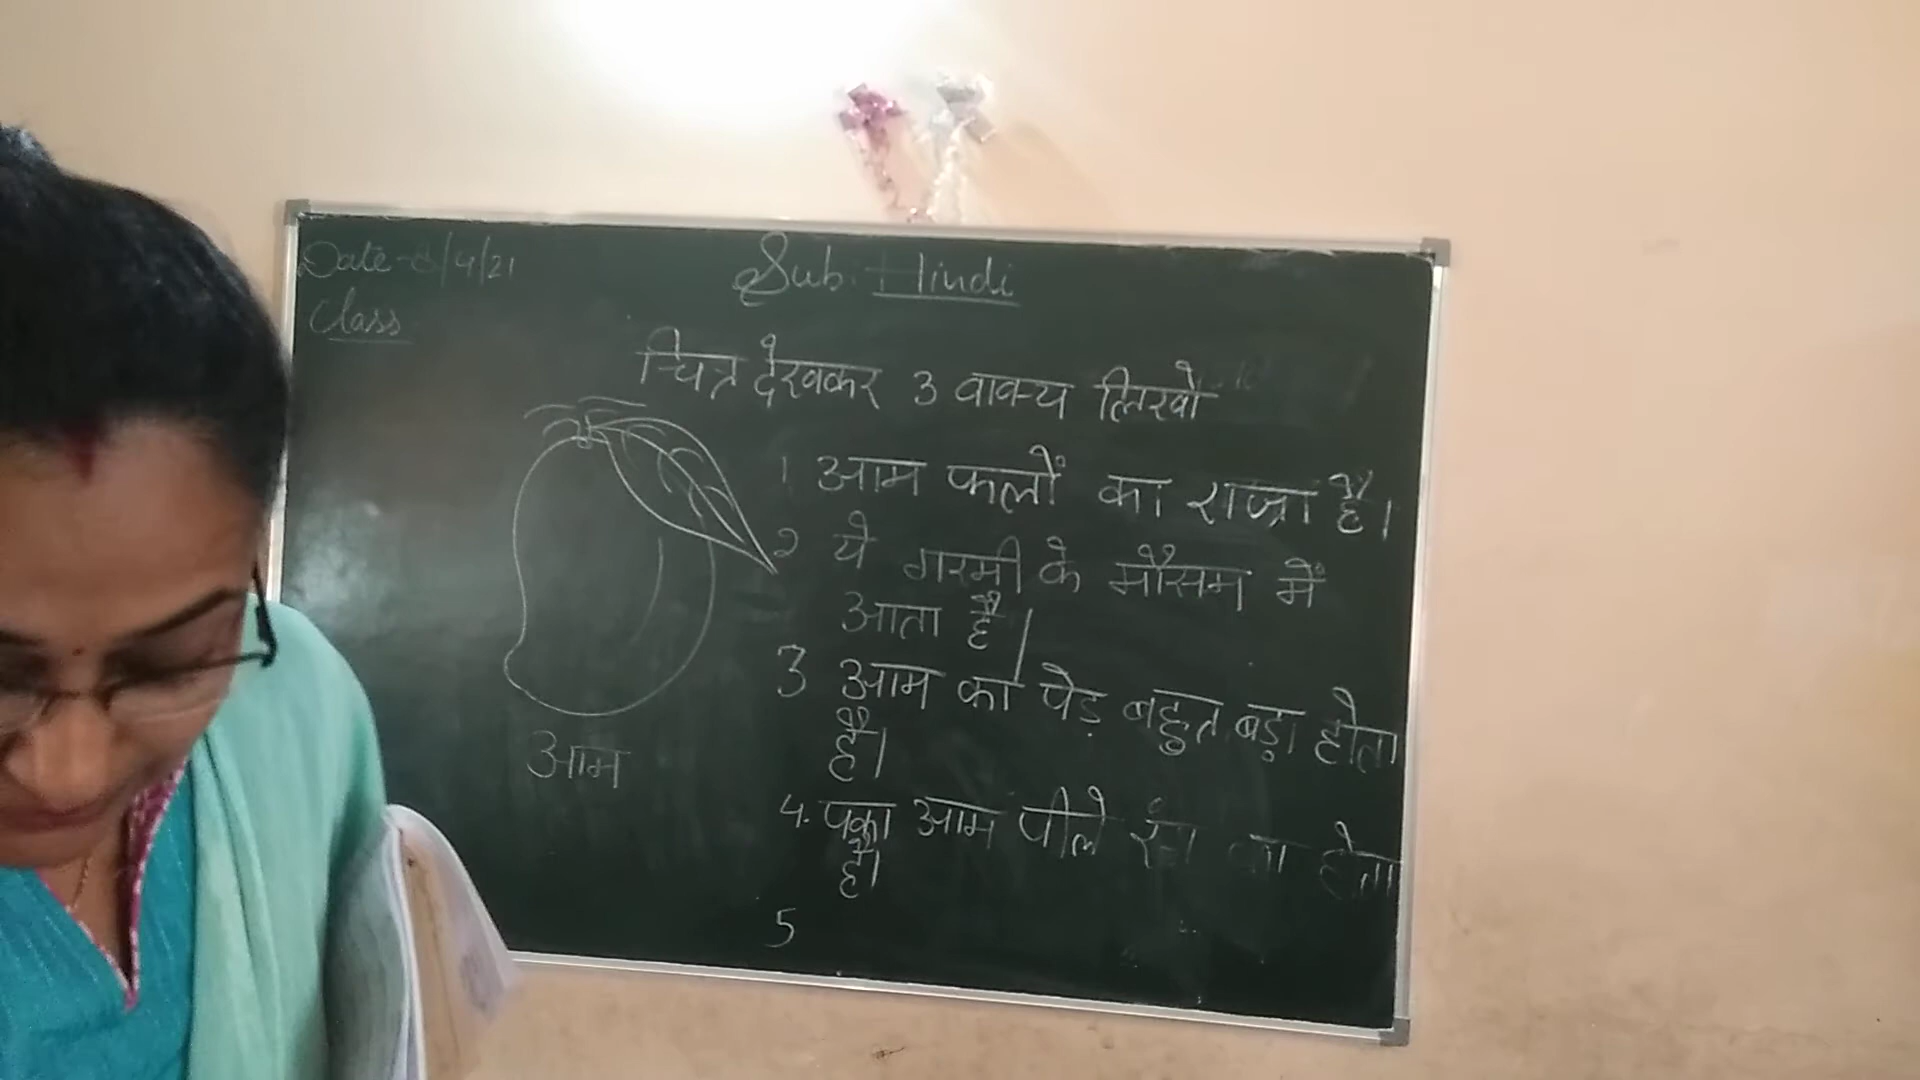 Date-8/4/21
Class
Sub. Hindi
चित्र देखकर 3 वाक्य लिखो
1 आम फलों का राजा है।
2 ये गरमी के मौसम में
आता है।
3 आम का पेड़ बहुत बड़ा होता
है।
4. पक्का आम पीले रंग का होता
है।
5
आम